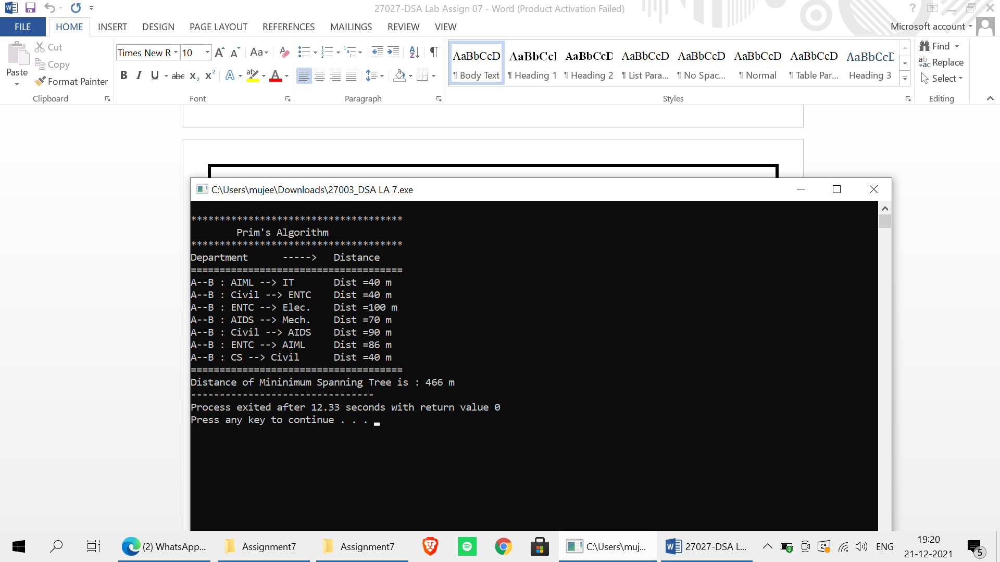 27027-DSA Lab Assign 07 - Word (Product Activation Failed)
FILE HOME INSERT DESIGN PAGE LAYOUT REFERENCES MAILINGS REVIEW VIEW Microsoft account
Cut
Copy
Format Painter
Paste
Clipboard
Times New R 10
Font
Paragraph
AaBbCcD AaBbCcI AaBbCcD AaBbCcD AaBbCcD AaBbCcD AaBbCcD AaBbCcD
¶ Body Text ¶ Heading 1 ¶ Heading 2 ¶ List Para... ¶ No Spac... ¶ Normal ¶ Table Par... Heading 3
Styles
Find
Replace
Select
Editing
C:\Users\mujee\Downloads\27003_DSA LA 7.exe
*************************************
Prim's Algorithm
*************************************
Department -----> Distance
=====================================
A--B : AIML --> IT Dist =40 m
A--B : Civil --> ENTC Dist =40 m
A--B : ENTC --> Elec. Dist =100 m
A--B : AIDS --> Mech. Dist =70 m
A--B : Civil --> AIDS Dist =90 m
A--B : ENTC --> AIML Dist =86 m
A--B : CS --> Civil Dist =40 m
=====================================
Distance of Mininimum Spanning Tree is : 466 m
--------------------------------
Process exited after 12.33 seconds with return value 0
Press any key to continue . . .
(2) WhatsApp... Assignment7 Assignment7 C:\Users\muj... 27027-DSA L... ENG
19:20
21-12-2021
5